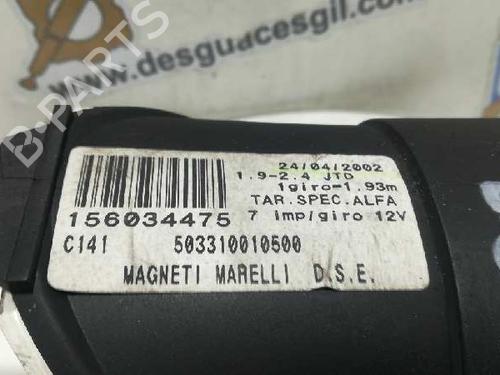 www.desguacesgil.com
24/04/2002
1.9-2.4 JTD
1giro=1.93m
TAR.SPEC.ALFA
156034475 7 imp/giro 12V
C141 503310010500
MAGNETI MARELLI D.S.E.